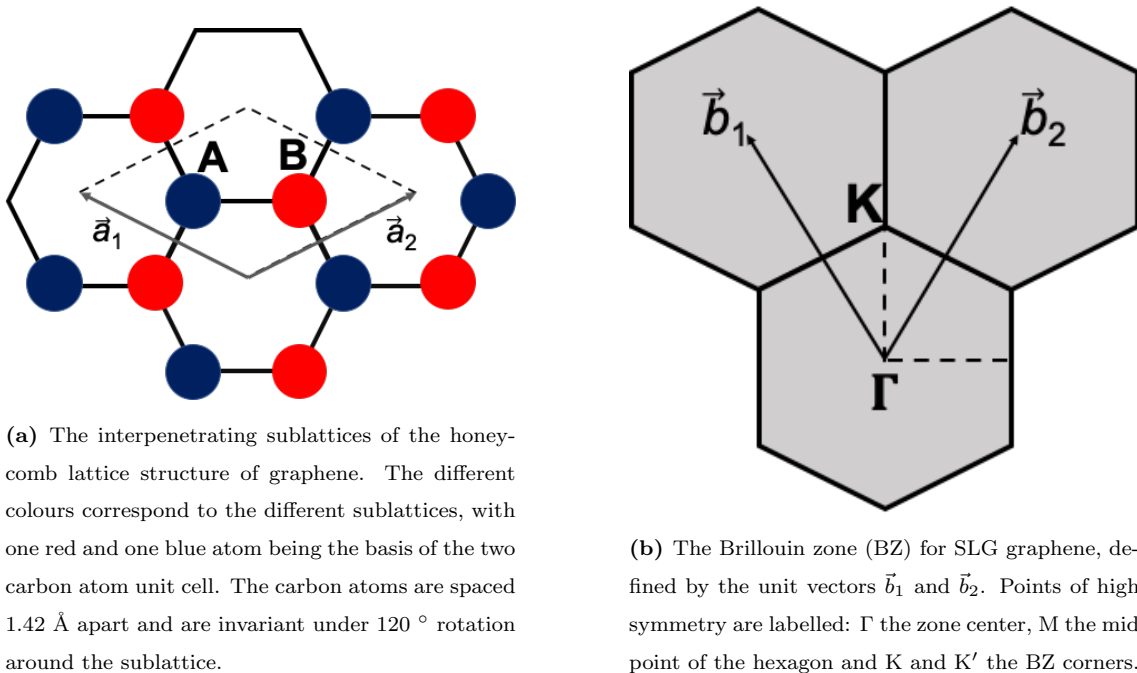 A
B
a⃗1
a⃗2
b⃗1
b⃗2
K
Γ
(a) The interpenetrating sublattices of the honey-
comb lattice structure of graphene. The different
colours correspond to the different sublattices, with
one red and one blue atom being the basis of the two
carbon atom unit cell. The carbon atoms are spaced
1.42 Å apart and are invariant under 120 ° rotation
around the sublattice.
(b) The Brillouin zone (BZ) for SLG graphene, de-
fined by the unit vectors b⃗1 and b⃗2. Points of high
symmetry are labelled: Γ the zone center, M the mid
point of the hexagon and K and K′ the BZ corners.